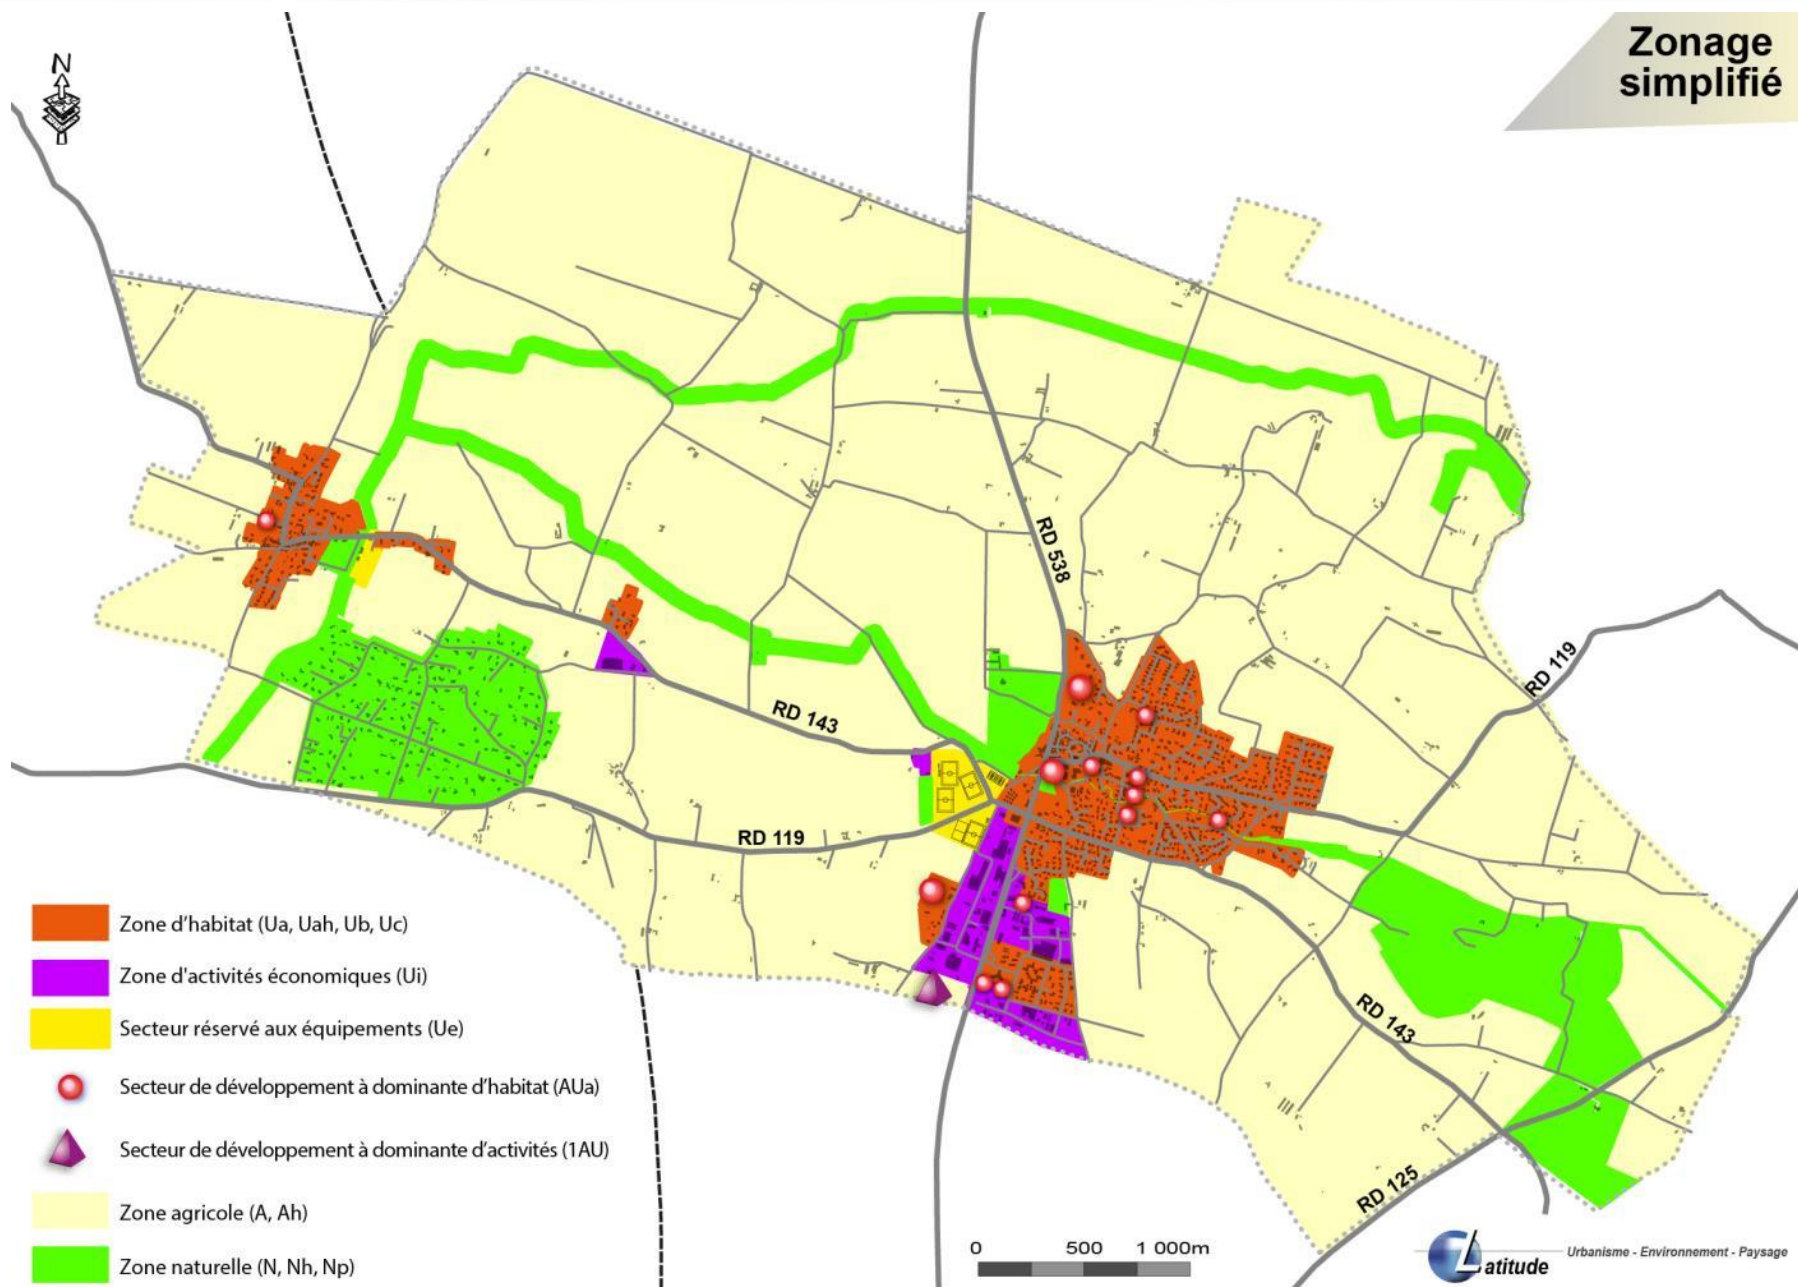 Zonage
simplifié
N
RD 538
RD 119
RD 143
RD 119
RD 143
RD 125
Zone d'habitat (Ua, Uah, Ub, Uc)
Zone d'activités économiques (Ui)
Secteur réservé aux équipements (Ue)
Secteur de développement à dominante d'habitat (AUa)
Secteur de développement à dominante d'activités (1AU)
Zone agricole (A, Ah)
Zone naturelle (N, Nh, Np)
0 500 1 000m
Latitude
Urbanisme - Environnement - Paysage